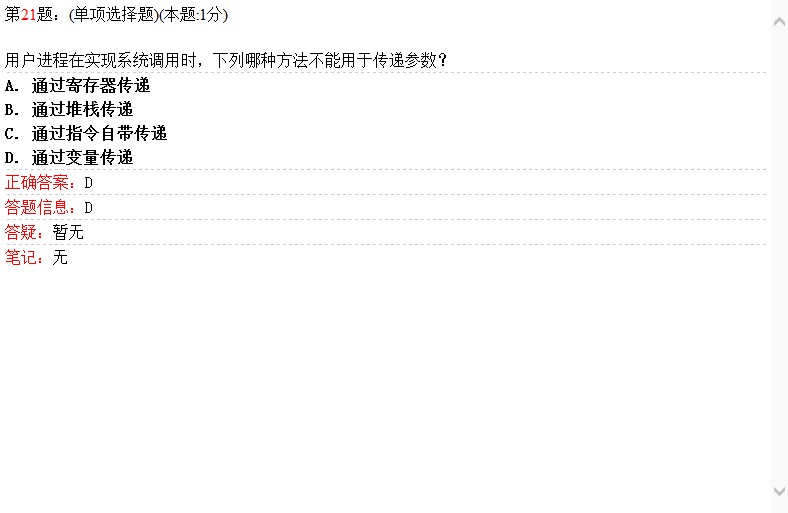 第21题：(单项选择题)(本题:1分)
用户进程在实现系统调用时，下列哪种方法不能用于传递参数？
A. 通过寄存器传递
B. 通过堆栈传递
C. 通过指令自带传递
D. 通过变量传递
正确答案：D
答题信息：D
答疑：暂无
笔记：无